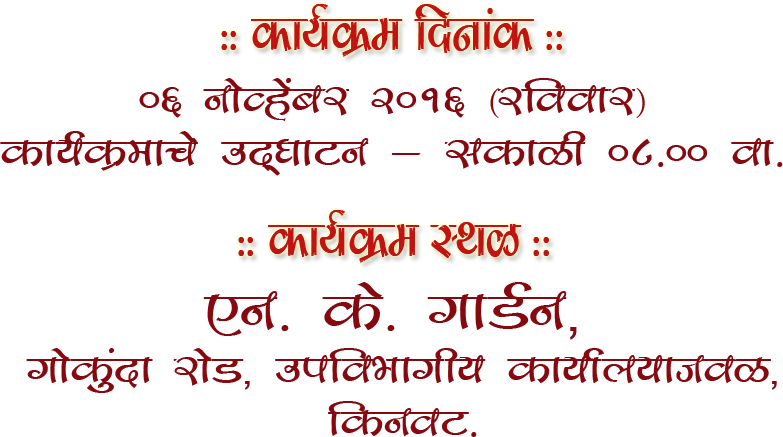 :: कार्यक्रम दिनांक ::
०६ नोव्हेंबर २०१६ (रविवार)
कार्यक्रमाचे उद्‌घाटन – सकाळी ०८.०० वा.
:: कार्यक्रम स्थळ ::
एन. के. गार्डन,
गोकुंदा रोड, उपविभागीय कार्यालयाजवळ,
किनवट.